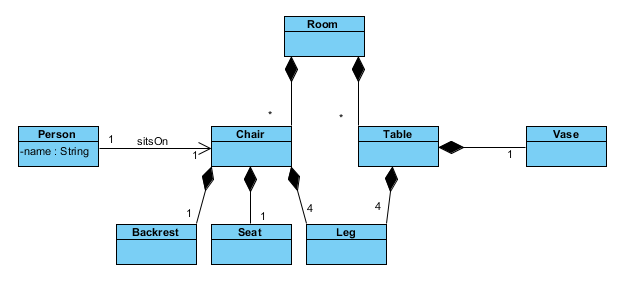 Room
*
*
Person
-name : String
1
sitsOn
1
Chair
Table
1
Vase
1
1
4
4
Backrest
Seat
Leg